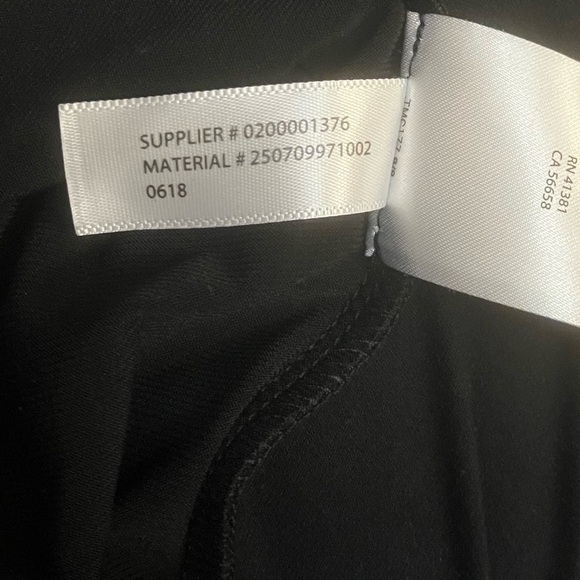 SUPPLIER # 0200001376
MATERIAL # 250709971002
0618
RN 41381
CA 56658